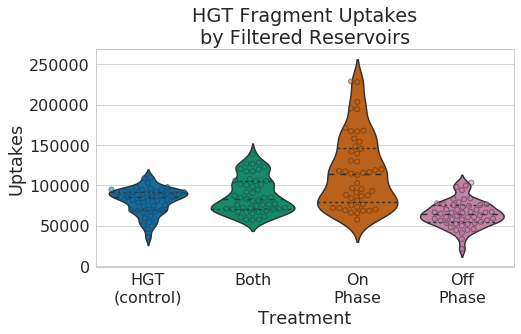 HGT Fragment Uptakes
by Filtered Reservoirs
250000
200000
150000
100000
50000
0
Uptakes
HGT
(control)
Both
On
Phase
Off
Phase
Treatment